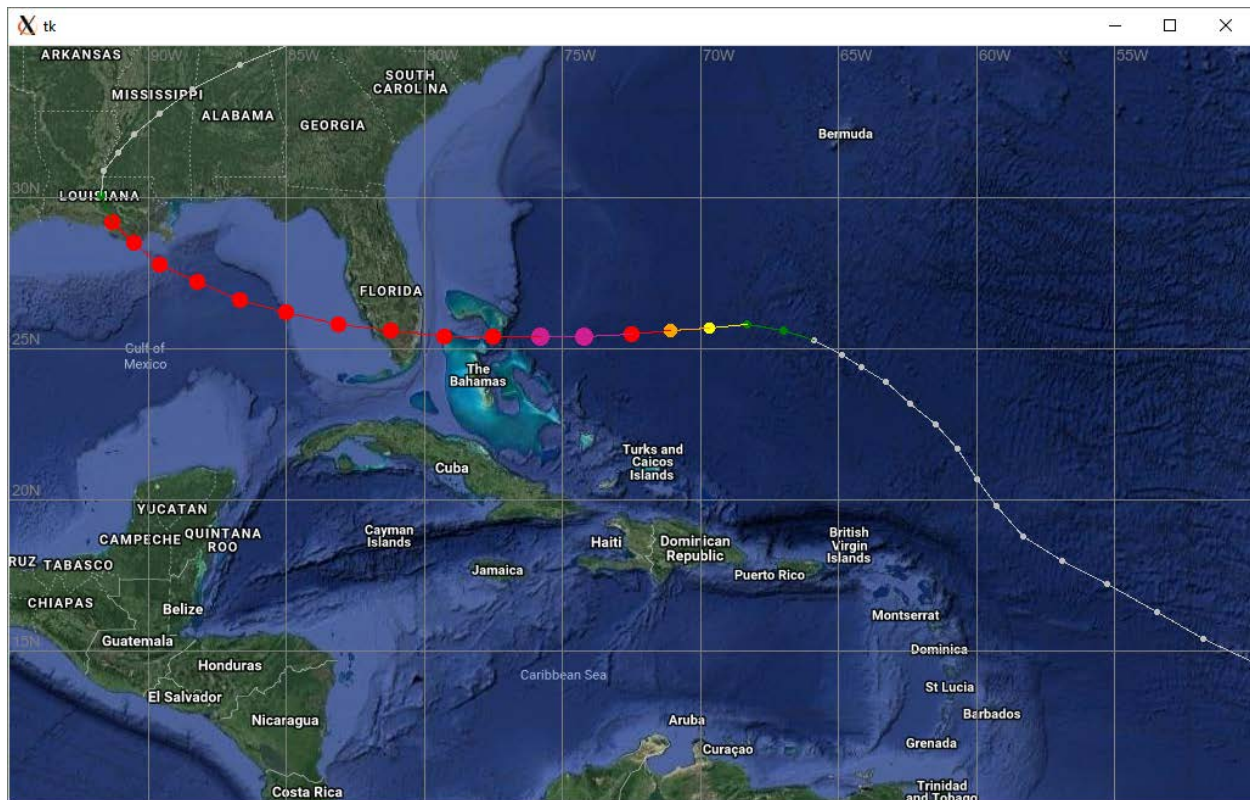 tk
90W
80W
75W
70W
65W
60W
55W
ARKANSAS
MISSISSIPPI
ALABAMA
GEORGIA
SOUTH
CAROLINA
Bermuda
30N
LOUISIANA
FLORIDA
25N
Gulf of
Mexico
The
Bahamas
Turks and
Caicos
Islands
Cuba
20N
YUCATAN
CAMPECHE
QUINTANA
ROO
Cayman
Islands
Haiti
Dominican
Republic
British
Virgin
Islands
RUZ
TABASCO
Jamaica
Puerto Rico
CHIAPAS
Belize
Montserrat
Guatemala
15N
Dominica
Honduras
Caribbean Sea
El Salvador
St Lucia
Nicaragua
Aruba
Barbados
Curaçao
Grenada
Costa Rica
Trinidad
and Tobago